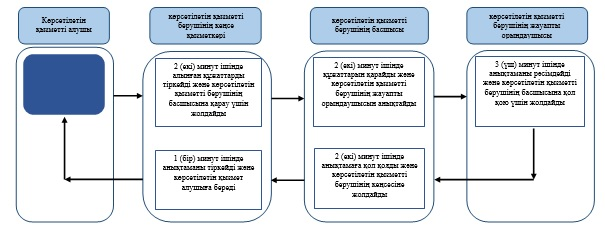 Көрсетілетін
қызметті алушы
көрсетілетін қызметті
берушінің кеңсе
қызметкері
көрсетілетін қызметті
берушінің басшысы
көрсетілетін қызметті
берушінің жауапты
орындаушысы
2 (екі) минут ішінде
алынған құжаттарды
тіркейді және көрсетілетін
қызметті берушінің
басшысына қарау үшін
жолдайды
2 (екі) минут ішінде
құжаттарын қарайды және
көрсетілетін қызметті
берушінің жауапты
орындаушысын анықтайды
3 (үш) минут ішінде
анықтаманы ресімдейді
және көрсетілетін қызметті
берушінің басшысына қол
қою үшін жолдайды
1 (бір) минут ішінде
анықтаманы тіркейді және
көрсетілетін қызмет
алушыға береді
2 (екі) минут ішінде
анықтамаға қол қояды және
көрсетілетін қызметті
берушінің кеңсесіне
жолдайды